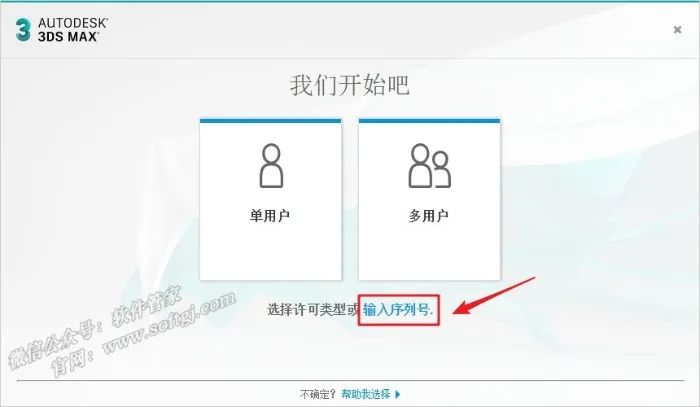 3
AUTODESK®
3DS MAX®
我们开始吧
单用户
多用户
选择许可类型或输入序列号.
微信公众号：软件管家
官网：www.softgj.com
不确定? 帮助我选择